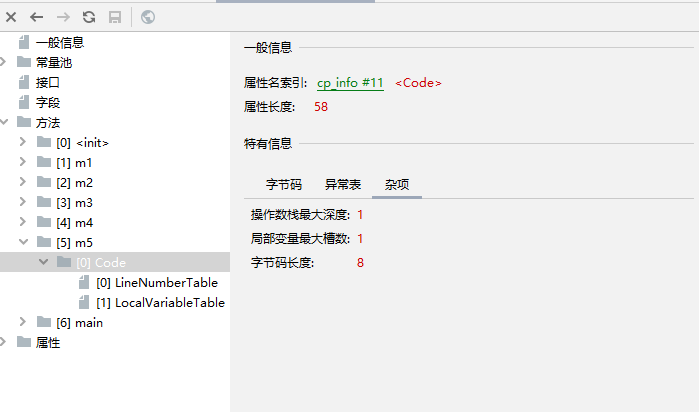 一般信息
常量池
接口
字段
方法
[0] <init>
[1] m1
[2] m2
[3] m3
[4] m4
[5] m5
[0] Code
[0] LineNumberTable
[1] LocalVariableTable
[6] main
属性
一般信息
属性名索引: cp_info #11 <Code>
属性长度: 58
特有信息
字节码 异常表 杂项
操作数栈最大深度: 1
局部变量最大槽数: 1
字节码长度: 8